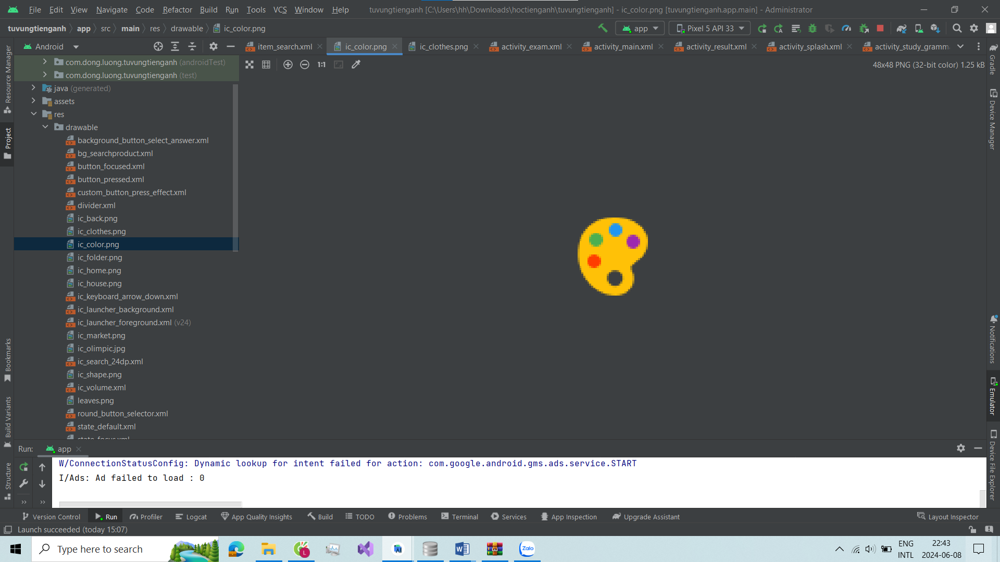 File Edit View Navigate Code Refactor Build Run Tools VCS Window Help tuvungtienganh [C:\Users\hh\Downloads\hoctienganh\tuvungtienganh] - ic_color.png [tuvungtienganh.app.main] - Administrator
tuvungtienganh app src main res drawable ic_color.png app Pixel 5 API 33
Android item_search.xml ic_color.png ic_clothes.png activity_exam.xml activity_main.xml activity_result.xml activity_splash.xml activity_study_gramm
48x48 PNG (32-bit color) 1.25 kB
com.dong.luong.tuvungtienganh (androidTest)
com.dong.luong.tuvungtienganh (test)
java (generated)
assets
res
drawable
background_button_select_answer.xml
bg_searchproduct.xml
button_focused.xml
button_pressed.xml
custom_button_press_effect.xml
divider.xml
ic_back.png
ic_clothes.png
ic_color.png
ic_folder.png
ic_home.png
ic_house.png
ic_keyboard_arrow_down.xml
ic_launcher_background.xml
ic_launcher_foreground.xml (v24)
ic_market.png
ic_olimpic.jpg
ic_search_24dp.xml
ic_shape.png
ic_volume.xml
leaves.png
round_button_selector.xml
state_default.xml
Resource Manager
Project
Bookmarks
Build Variants
Structure
Gradle
Device Manager
Notifications
Emulator
Device File Explorer
1:1
Run: app
W/ConnectionStatusConfig: Dynamic lookup for intent failed for action: com.google.android.gms.ads.service.START
I/Ads: Ad failed to load : 0
Version Control Run Profiler Logcat App Quality Insights Build TODO Problems Terminal Services App Inspection Upgrade Assistant Layout Inspector
Launch succeeded (today 15:07)
Type here to search
L
Zalo
ENG
INTL
22:43
2024-06-08